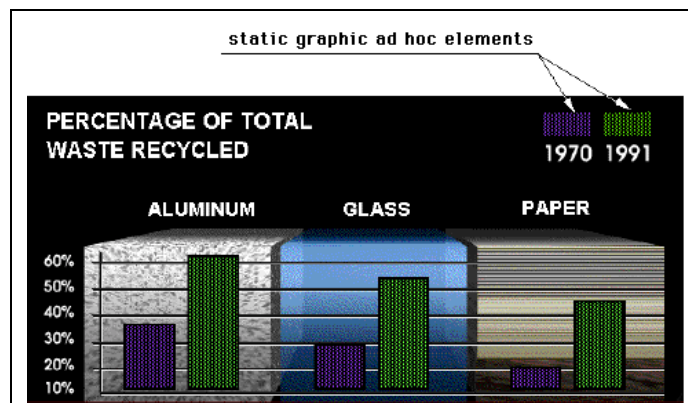 static graphic ad hoc elements
PERCENTAGE OF TOTAL
WASTE RECYCLED
1970 1991
ALUMINUM GLASS PAPER
60%
50%
40%
30%
20%
10%